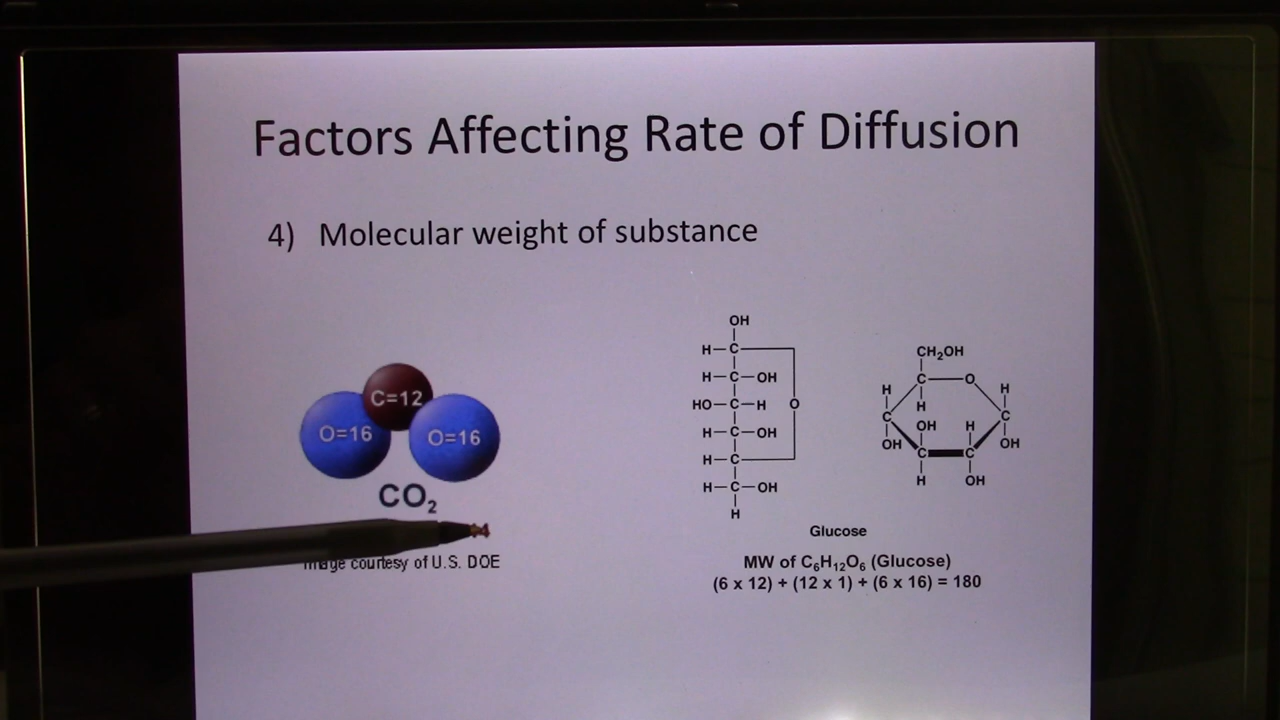 Factors Affecting Rate of Diffusion
4) Molecular weight of substance
C=12
O=16 O=16
CO₂
courtesy of U.S. DOE
OH
H—C
H—C—OH
HO—C—H O
H—C—OH
H—C
H—C—OH
H
CH₂OH
C O
H H
H
C C
OH H
OH OH
C C
H OH
Glucose
MW of C₆H₁₂O₆ (Glucose)
(6 x 12) + (12 x 1) + (6 x 16) = 180